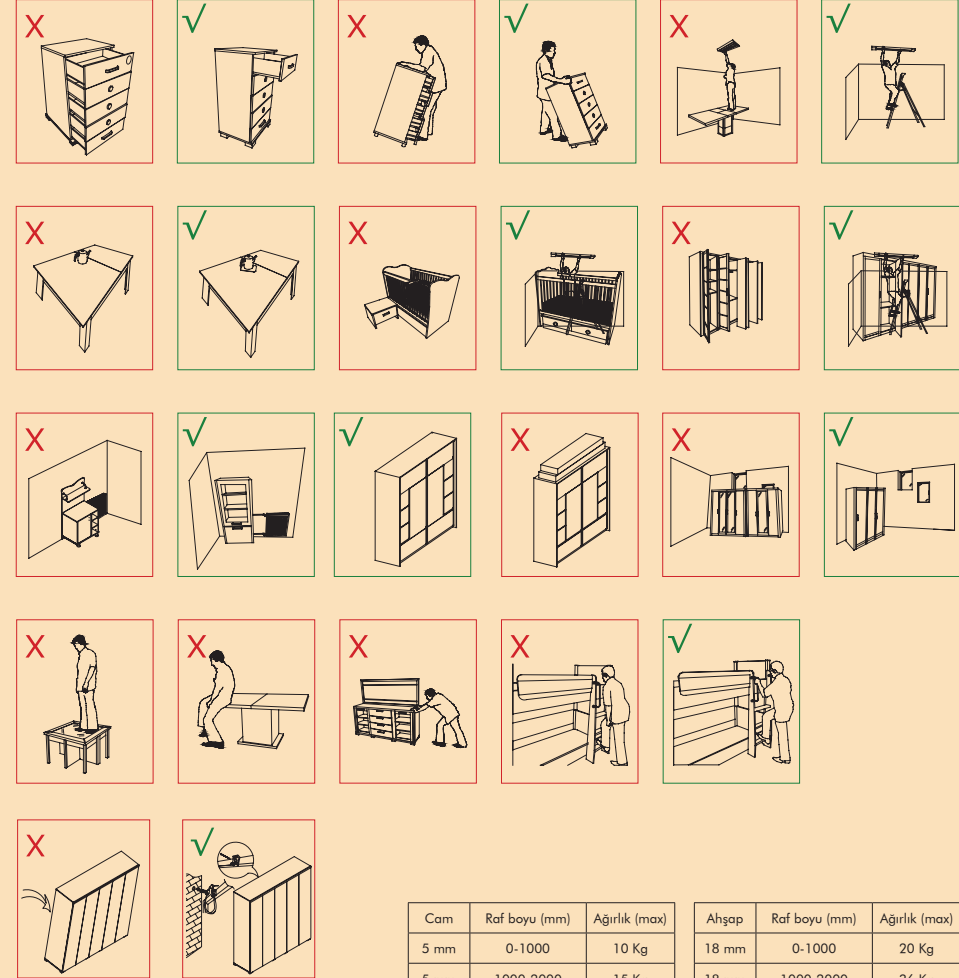 X √ X √ X √
X √ X √ X √
X √ √ X X √
X X X X √
X √
Cam Raf boyu (mm) Ağırlık (max)
5 mm 0-1000 10 Kg
Ahşap Raf boyu (mm) Ağırlık (max)
18 mm 0-1000 20 Kg